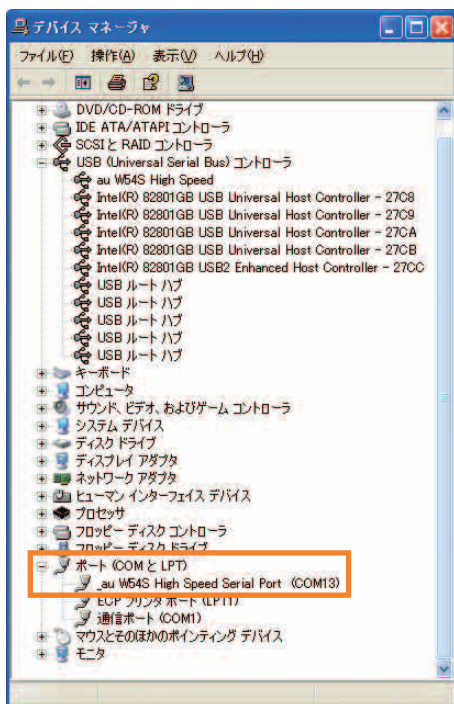 デバイス マネージャ
ファイル(F) 操作(A) 表示(V) ヘルプ(H)
DVD/CD-ROM ドライブ
IDE ATA/ATAPI コントローラ
SCSI と RAID コントローラ
USB (Universal Serial Bus) コントローラ
au W54S High Speed
Intel(R) 82801GB USB Universal Host Controller - 27C8
Intel(R) 82801GB USB Universal Host Controller - 27C9
Intel(R) 82801GB USB Universal Host Controller - 27CA
Intel(R) 82801GB USB Universal Host Controller - 27CB
Intel(R) 82801GB USB2 Enhanced Host Controller - 27CC
USB ルート ハブ
USB ルート ハブ
USB ルート ハブ
USB ルート ハブ
USB ルート ハブ
キーボード
コンピュータ
サウンド、ビデオ、およびゲーム コントローラ
システム デバイス
ディスク ドライブ
ディスプレイ アダプタ
ネットワーク アダプタ
ヒューマン インターフェイス デバイス
プロセッサ
フロッピー ディスク コントローラ
フロッピー ディスク ドライブ
ポート (COM と LPT)
_au W54S High Speed Serial Port (COM13)
ECP プリンタ ポート (LPT1)
通信ポート (COM1)
マウスとそのほかのポインティング デバイス
モニタ